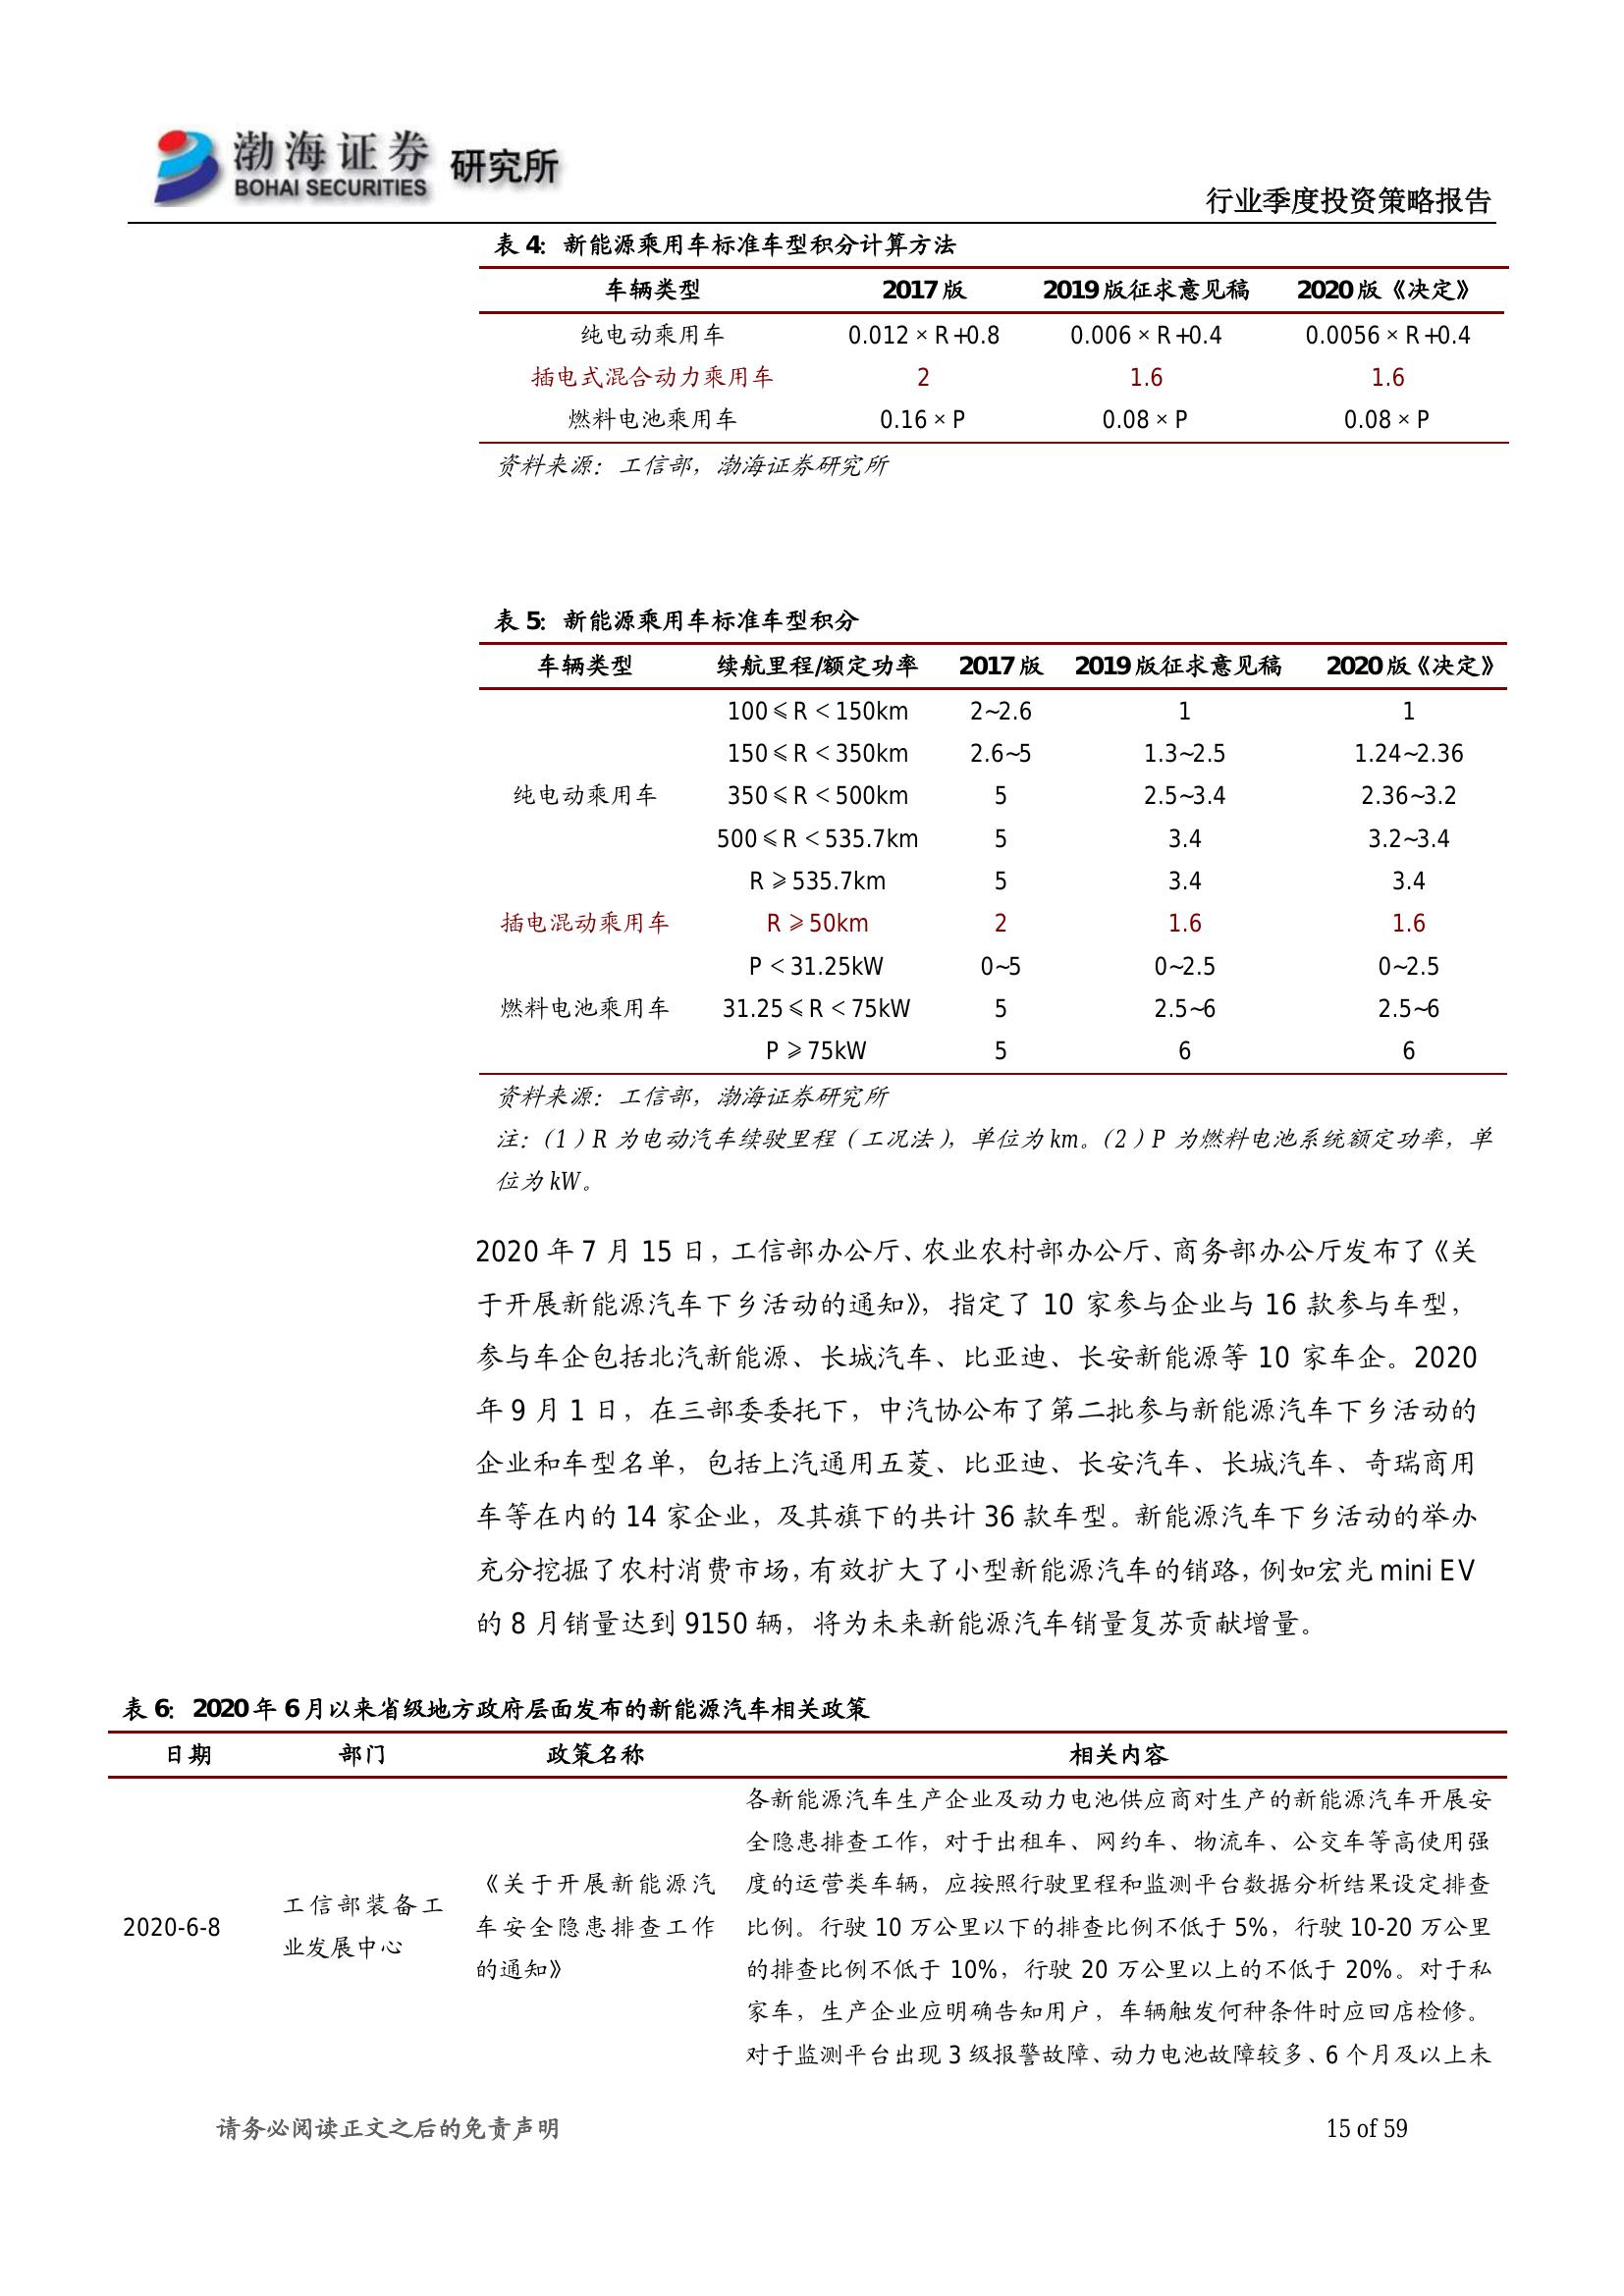 渤海证券 研究所
BOHAI SECURITIES
行业季度投资策略报告
表 4：新能源乘用车标准车型积分计算方法
车辆类型 2017 版 2019 版征求意见稿 2020 版《决定》
纯电动乘用车 0.012 × R+0.8 0.006 × R+0.4 0.0056 × R+0.4
插电式混合动力乘用车 2 1.6 1.6
燃料电池乘用车 0.16 × P 0.08 × P 0.08 × P
资料来源：工信部，渤海证券研究所
表 5：新能源乘用车标准车型积分
车辆类型 续航里程/额定功率 2017 版 2019 版征求意见稿 2020 版《决定》
100≤R＜150km 2~2.6 1 1
150≤R＜350km 2.6~5 1.3~2.5 1.24~2.36
纯电动乘用车 350≤R＜500km 5 2.5~3.4 2.36~3.2
500≤R＜535.7km 5 3.4 3.2~3.4
R≥535.7km 5 3.4 3.4
插电混动乘用车 R≥50km 2 1.6 1.6
P＜31.25kW 0~5 0~2.5 0~2.5
燃料电池乘用车 31.25≤R＜75kW 5 2.5~6 2.5~6
P≥75kW 5 6 6
资料来源：工信部，渤海证券研究所
注：（1）R 为电动汽车续驶里程（工况法），单位为 km。（2）P 为燃料电池系统额定功率，单
位为 kW。
2020 年 7 月 15 日，工信部办公厅、农业农村部办公厅、商务部办公厅发布了《关
于开展新能源汽车下乡活动的通知》，指定了 10 家参与企业与 16 款参与车型，
参与车企包括北汽新能源、长城汽车、比亚迪、长安新能源等 10 家车企。2020
年 9 月 1 日，在三部委委托下，中汽协公布了第二批参与新能源汽车下乡活动的
企业和车型名单，包括上汽通用五菱、比亚迪、长安汽车、长城汽车、奇瑞商用
车等在内的 14 家企业，及其旗下的共计 36 款车型。新能源汽车下乡活动的举办
充分挖掘了农村消费市场，有效扩大了小型新能源汽车的销路，例如宏光 mini EV
的 8 月销量达到 9150 辆，将为未来新能源汽车销量复苏贡献增量。
表 6：2020 年 6 月以来省级地方政府层面发布的新能源汽车相关政策
日期 部门 政策名称 相关内容
2020-6-8
工信部装备工
业发展中心
《关于开展新能源汽
车安全隐患排查工作
的通知》
各新能源汽车生产企业及动力电池供应商对生产的新能源汽车开展安
全隐患排查工作，对于出租车、网约车、物流车、公交车等高使用强
度的运营类车辆，应按照行驶里程和监测平台数据分析结果设定排查
比例。行驶 10 万公里以下的排查比例不低于 5%，行驶 10-20 万公里
的排查比例不低于 10%，行驶 20 万公里以上的不低于 20%。对于私
家车，生产企业应明确告知用户，车辆触发何种条件时应回店检修。
对于监测平台出现 3 级报警故障、动力电池故障较多、6 个月及以上未
请务必阅读正文之后的免责声明 15 of 59